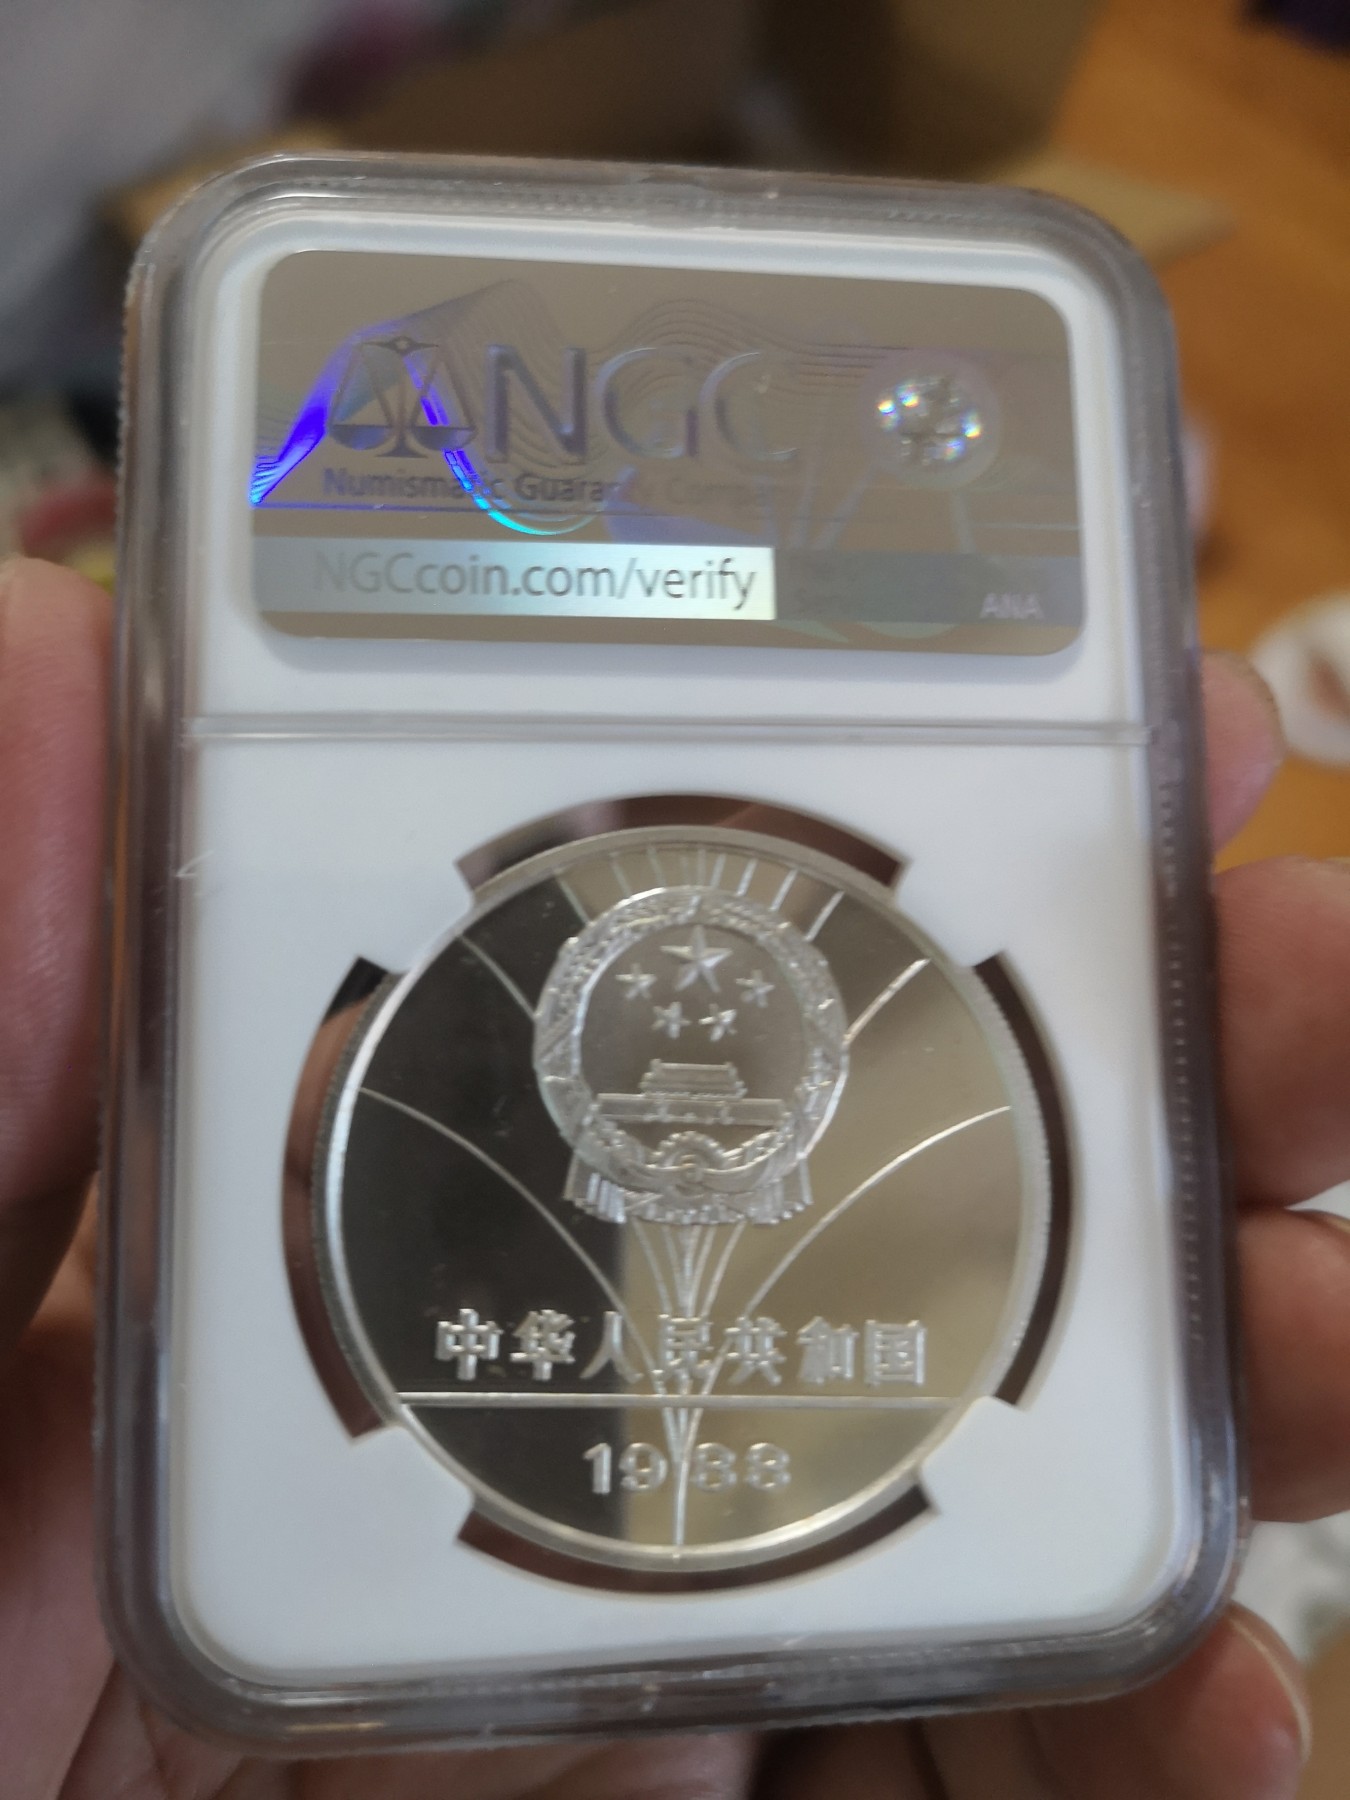 NGC
Numismatic Guaranty Company
NGCcoin.com/verify
ANA
中华人民共和国
1988